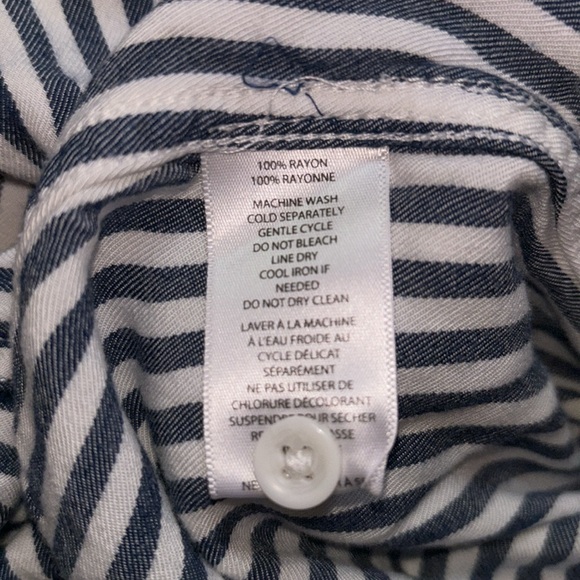 100% RAYON
100% RAYONNE
MACHINE WASH
COLD SEPARATELY
GENTLE CYCLE
DO NOT BLEACH
LINE DRY
COOL IRON IF
NEEDED
DO NOT DRY CLEAN
LAVER À LA MACHINE
À L'EAU FROIDE AU
CYCLE DÉLICAT
SÉPARÉMENT
NE PAS UTILISER DE
CHLORURE DÉCOLORANT
SUSPENDRE POUR SÉCHER